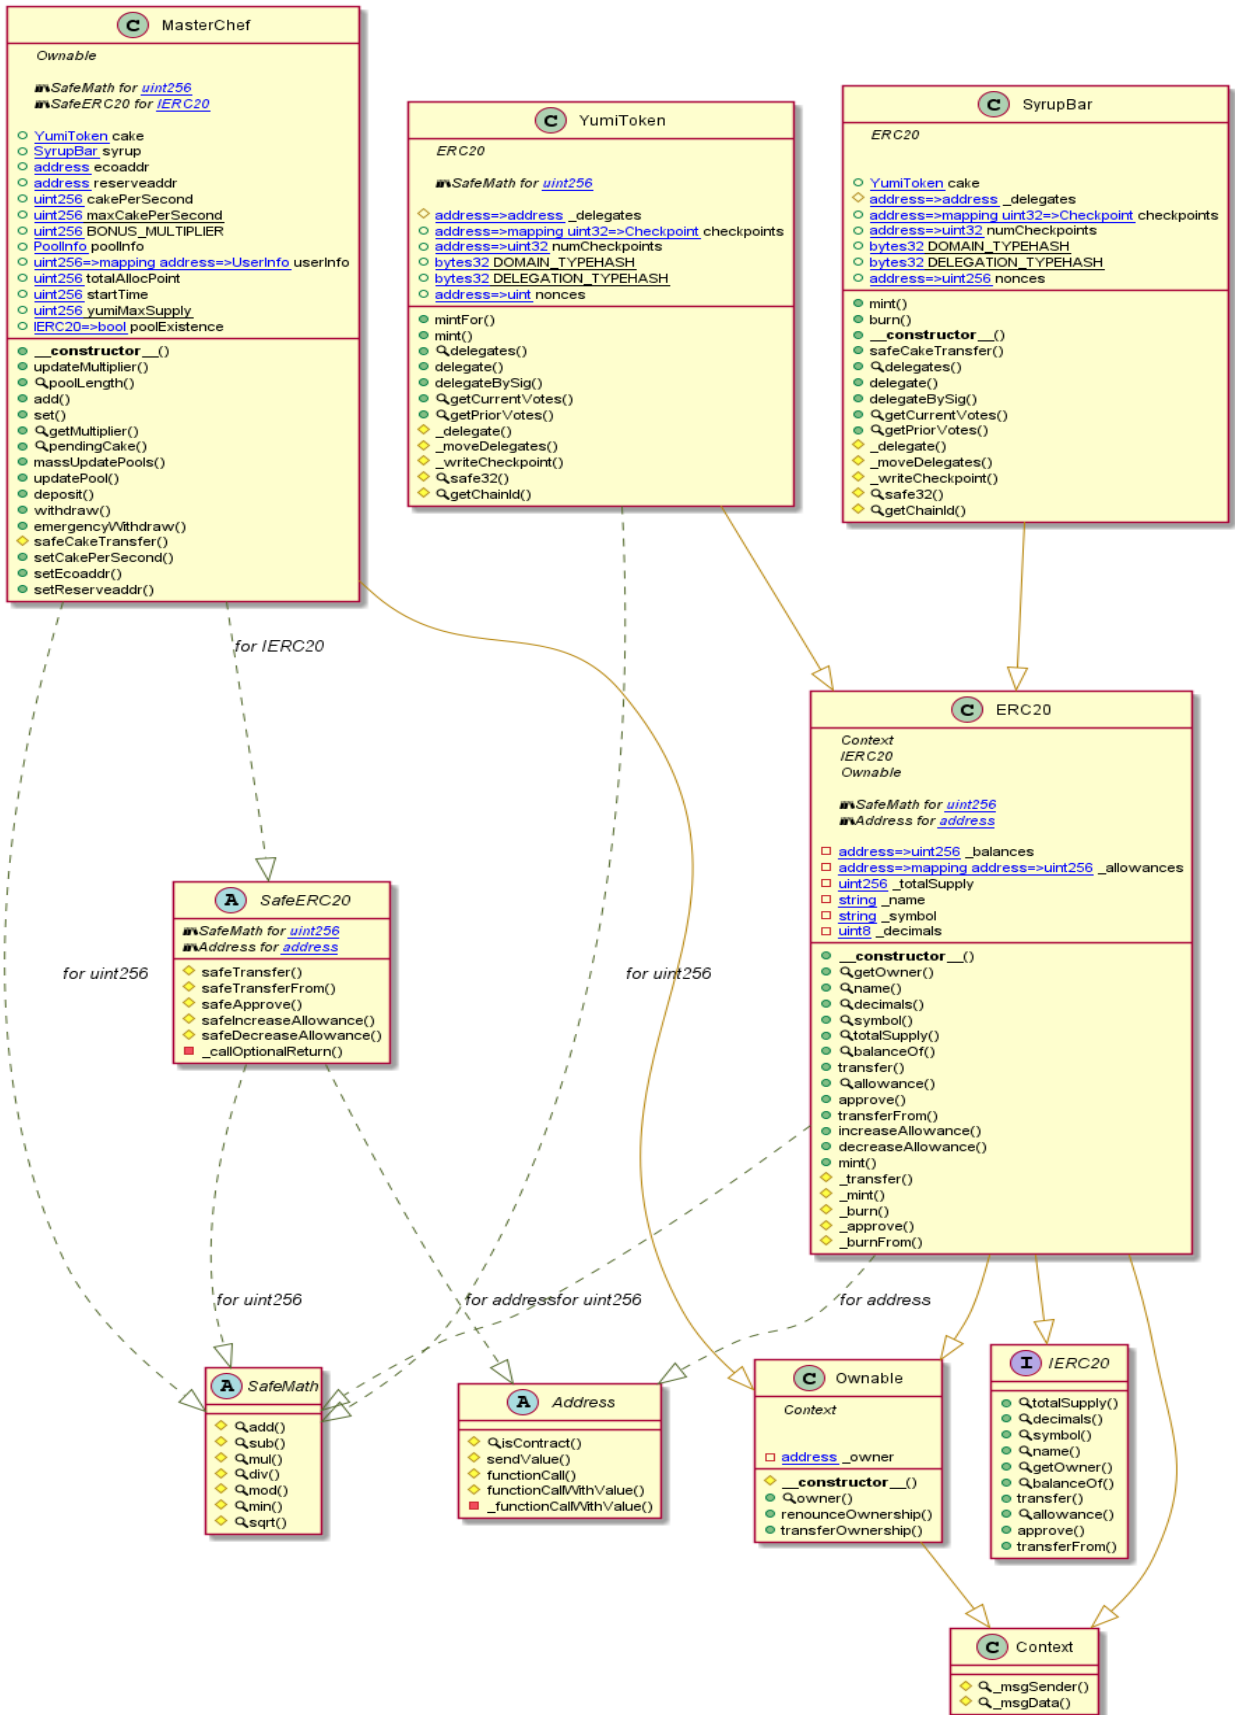 C MasterChef
Ownable
SafeMath for uint256
SafeERC20 for IERC20
YumiToken cake
SyrupBar syrup
address ecoaddr
address reserveaddr
uint256 cakePerSecond
uint256 maxCakePerSecond
uint256 BONUS_MULTIPLIER
PoolInfo poolInfo
uint256=>mapping address=>UserInfo userInfo
uint256 totalAllocPoint
uint256 startTime
uint256 yumiMaxSupply
IERC20=>bool poolExistence
__constructor__()
updateMultiplier()
poolLength()
add()
set()
getMultiplier()
pendingCake()
massUpdatePools()
updatePool()
deposit()
withdraw()
emergencyWithdraw()
safeCakeTransfer()
setCakePerSecond()
setEcoaddr()
setReserveaddr()
C YumiToken
ERC20
SafeMath for uint256
address=>address _delegates
address=>mapping uint32=>Checkpoint checkpoints
address=>uint32 numCheckpoints
bytes32 DOMAIN_TYPEHASH
bytes32 DELEGATION_TYPEHASH
address=>uint nonces
mintFor()
mint()
delegates()
delegate()
delegateBySig()
getCurrentVotes()
getPriorVotes()
_delegate()
_moveDelegates()
_writeCheckpoint()
safe32()
getChainId()
C SyrupBar
ERC20
YumiToken cake
address=>address _delegates
address=>mapping uint32=>Checkpoint checkpoints
address=>uint32 numCheckpoints
bytes32 DOMAIN_TYPEHASH
bytes32 DELEGATION_TYPEHASH
address=>uint256 nonces
mint()
burn()
__constructor__()
safeCakeTransfer()
delegates()
delegate()
delegateBySig()
getCurrentVotes()
getPriorVotes()
_delegate()
_moveDelegates()
_writeCheckpoint()
safe32()
getChainId()
for IERC20
C ERC20
Context
IERC20
Ownable
SafeMath for uint256
Address for address
address=>uint256 _balances
address=>mapping address=>uint256 _allowances
uint256 _totalSupply
string _name
string _symbol
uint8 _decimals
__constructor__()
getOwner()
name()
decimals()
symbol()
totalSupply()
balanceOf()
transfer()
allowance()
approve()
transferFrom()
increaseAllowance()
decreaseAllowance()
mint()
_transfer()
_mint()
_burn()
_approve()
_burnFrom()
A SafeERC20
SafeMath for uint256
Address for address
safeTransfer()
safeTransferFrom()
safeApprove()
safeIncreaseAllowance()
safeDecreaseAllowance()
_callOptionalReturn()
for uint256
for uint256
for uint256
for address
for uint256
for address
A SafeMath
add()
sub()
mul()
div()
mod()
min()
sqrt()
A Address
isContract()
sendValue()
functionCall()
functionCallWithValue()
_functionCallWithValue()
C Ownable
Context
address _owner
__constructor__()
owner()
renounceOwnership()
transferOwnership()
I IERC20
totalSupply()
decimals()
symbol()
name()
getOwner()
balanceOf()
transfer()
allowance()
approve()
transferFrom()
C Context
_msgSender()
_msgData()